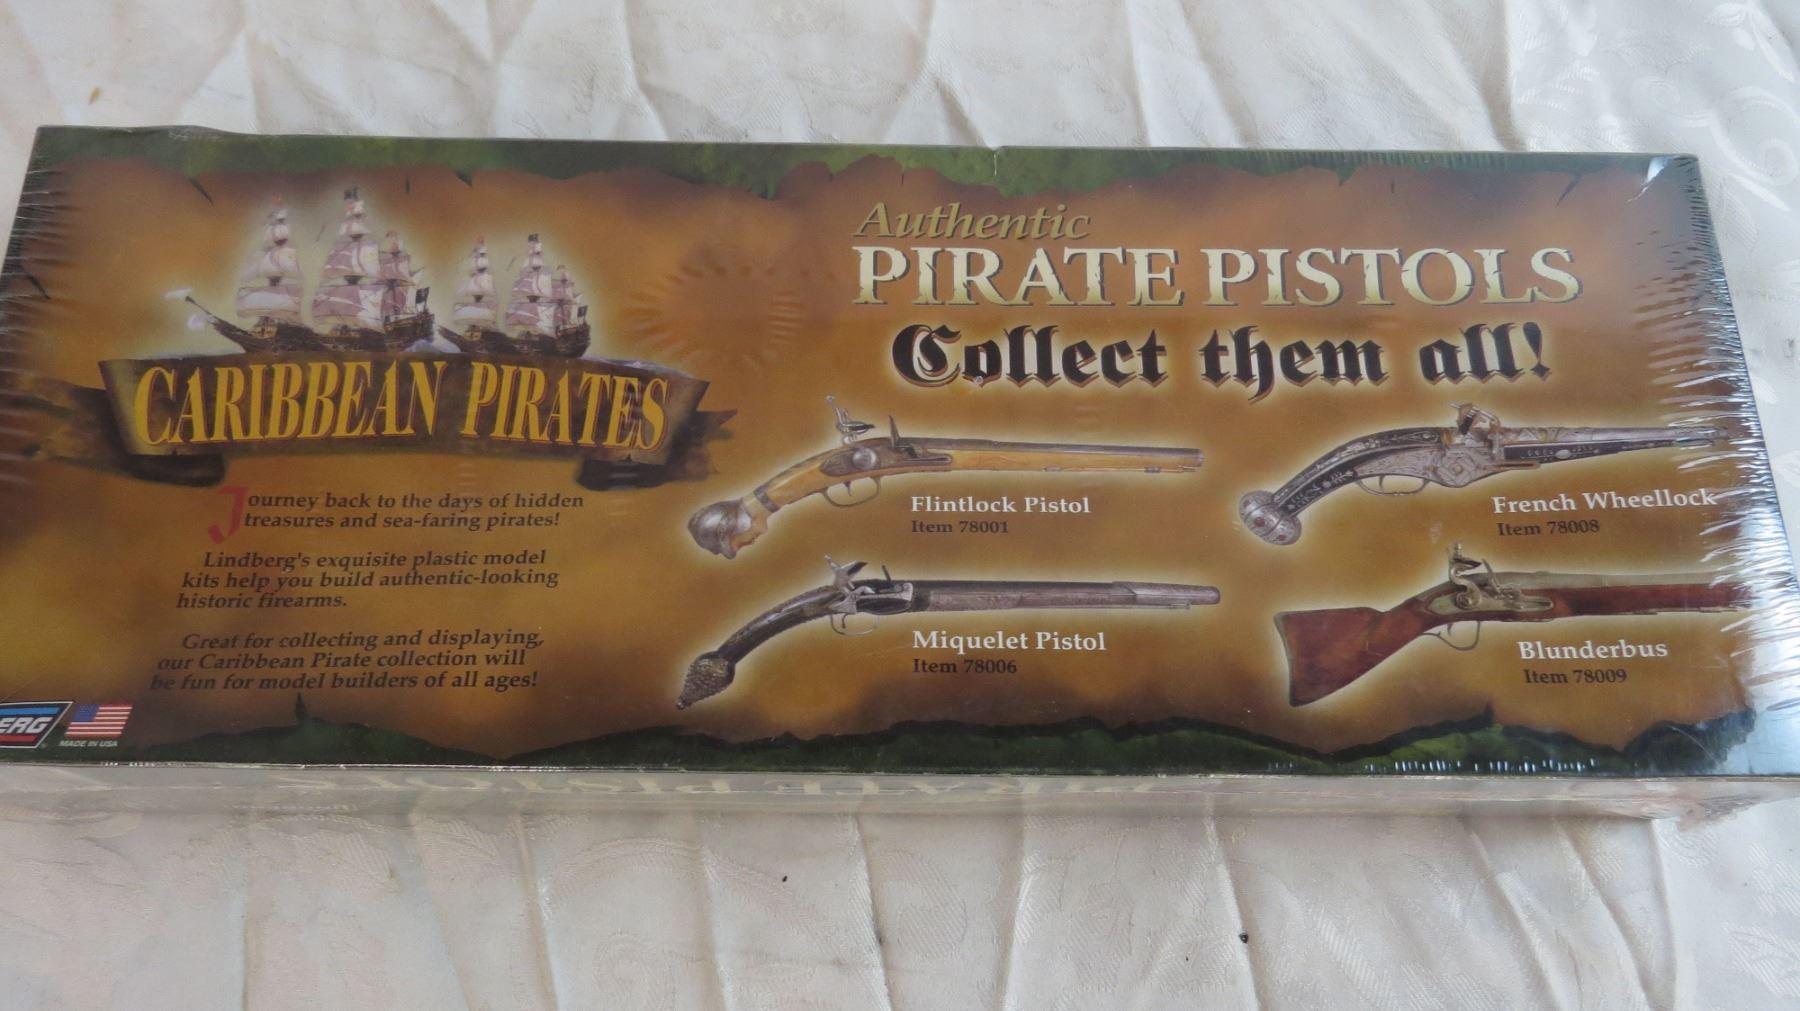 CARIBBEAN PIRATES
Journey back to the days of hidden
treasures and sea-faring pirates!
Lindberg's exquisite plastic model
kits help you build authentic-looking
historic firearms.
Great for collecting and displaying,
our Caribbean Pirate collection will
be fun for model builders of all ages!
ERG
MADE IN USA
Authentic
PIRATE PISTOLS
Collect them all!
Flintlock Pistol
Item 78001
French Wheellock
Item 78008
Miquelet Pistol
Item 78006
Blunderbus
Item 78009
PIRATE PISTOLS